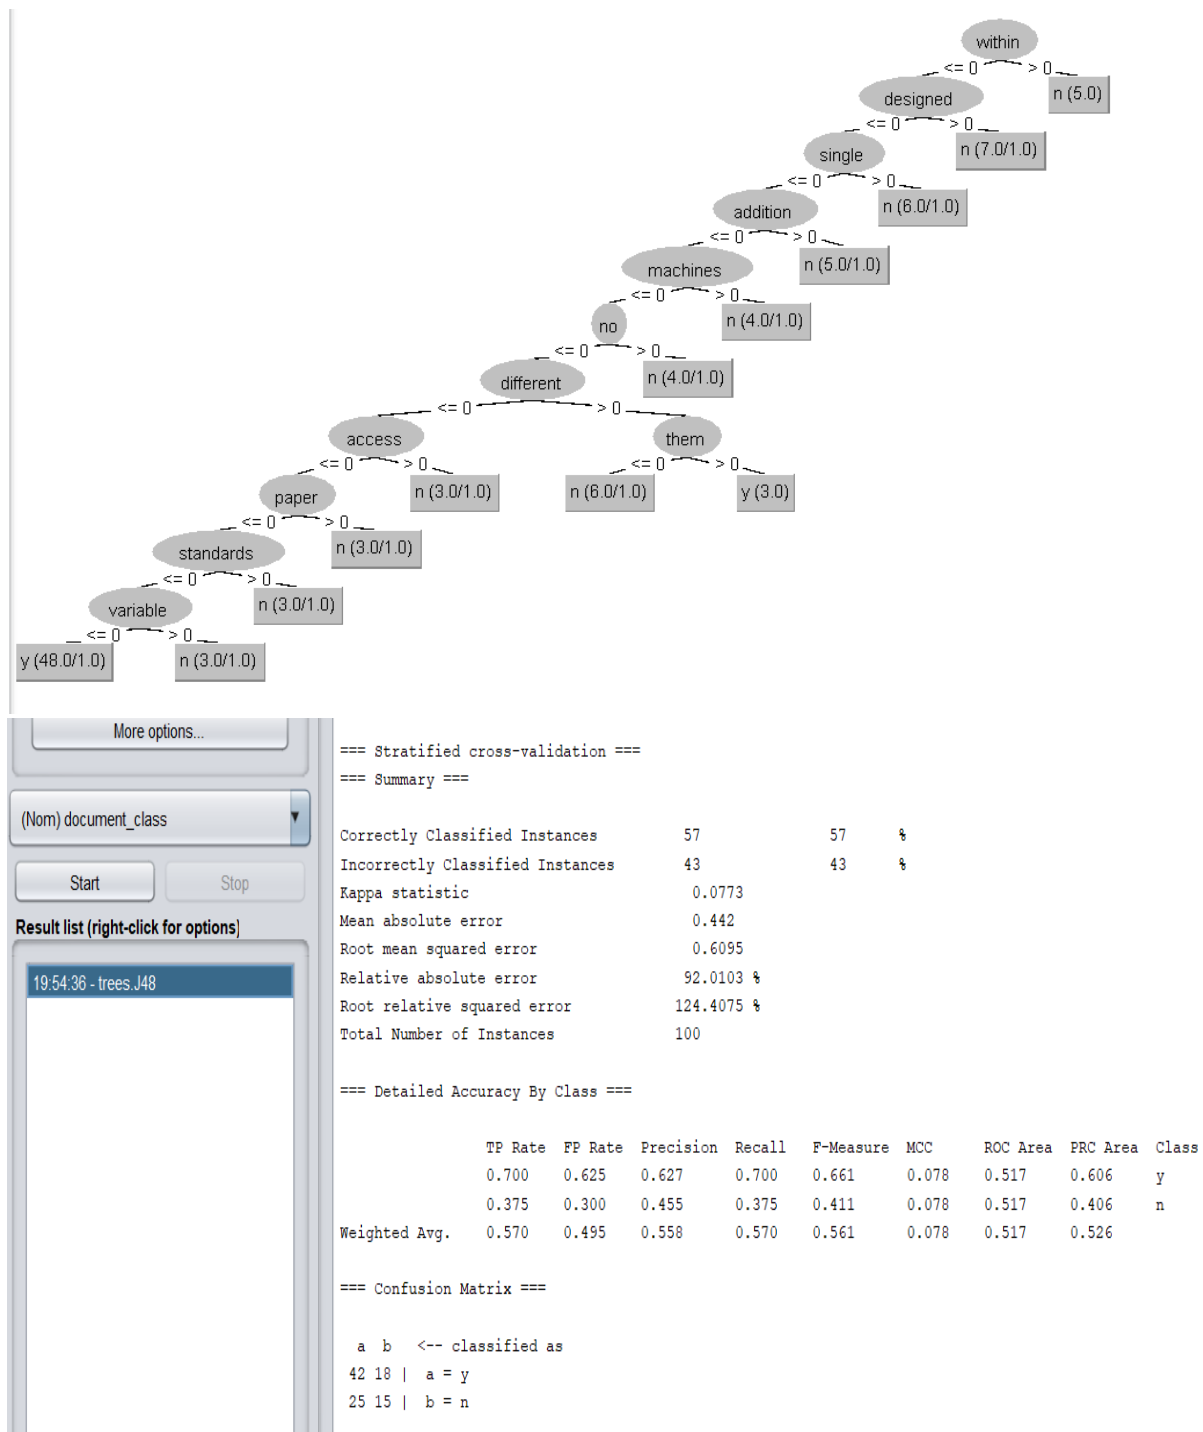 within
<= 0 > 0
designed n (5.0)
<= 0 > 0
single n (7.0/1.0)
<= 0 > 0
addition n (6.0/1.0)
<= 0 > 0
machines n (5.0/1.0)
<= 0 > 0
no n (4.0/1.0)
<= 0 > 0
different n (4.0/1.0)
<= 0 > 0
access them
<= 0 > 0 <= 0 > 0
paper n (3.0/1.0) n (6.0/1.0) y (3.0)
<= 0 > 0
standards n (3.0/1.0)
<= 0 > 0
variable n (3.0/1.0)
<= 0 > 0
y (48.0/1.0) n (3.0/1.0)
More options...
(Nom) document_class
Start Stop
Result list (right-click for options)
19:54:36 - trees.J48
=== Stratified cross-validation ===
=== Summary ===
Correctly Classified Instances 57 57 %
Incorrectly Classified Instances 43 43 %
Kappa statistic 0.0773
Mean absolute error 0.442
Root mean squared error 0.6095
Relative absolute error 92.0103 %
Root relative squared error 124.4075 %
Total Number of Instances 100
=== Detailed Accuracy By Class ===
TP Rate FP Rate Precision Recall F-Measure MCC ROC Area PRC Area Class
0.700 0.625 0.627 0.700 0.661 0.078 0.517 0.606 y
0.375 0.300 0.455 0.375 0.411 0.078 0.517 0.406 n
Weighted Avg. 0.570 0.495 0.558 0.570 0.561 0.078 0.517 0.526
=== Confusion Matrix ===
a b <-- classified as
42 18 | a = y
25 15 | b = n